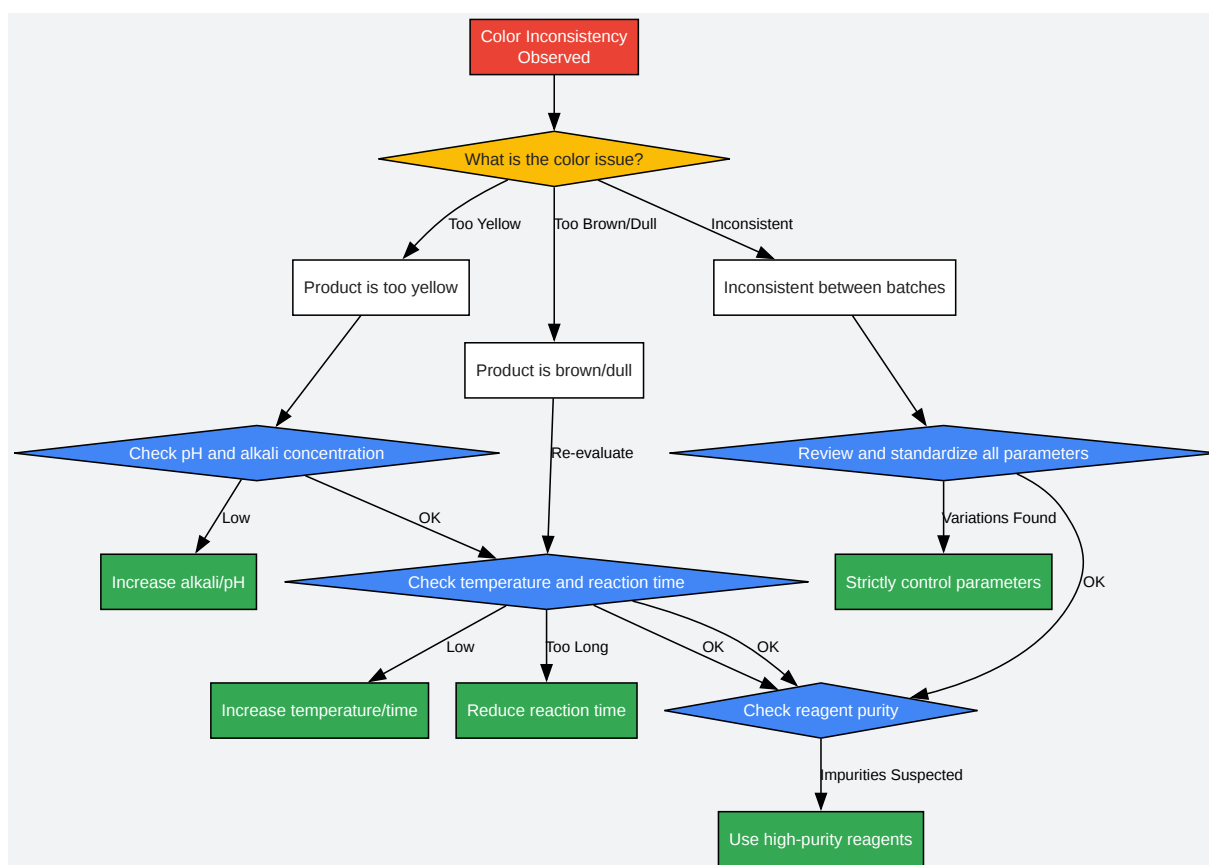 Color Inconsistency
Observed
What is the color issue?
Too Yellow
Too Brown/Dull
Inconsistent
Product is too yellow
Inconsistent between batches
Product is brown/dull
Check pH and alkali concentration
Re-evaluate
Review and standardize all parameters
Low
OK
Variations Found
Increase alkali/pH
Check temperature and reaction time
Strictly control parameters
OK
Low
Too Long
OK
OK
Increase temperature/time
Reduce reaction time
Check reagent purity
Impurities Suspected
Use high-purity reagents